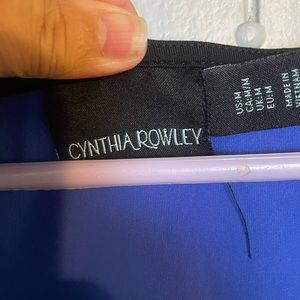 CYNTHIA ROWLEY
US:M
CA:M/M
UK:M
EU:M
MADE IN
VIETNAM